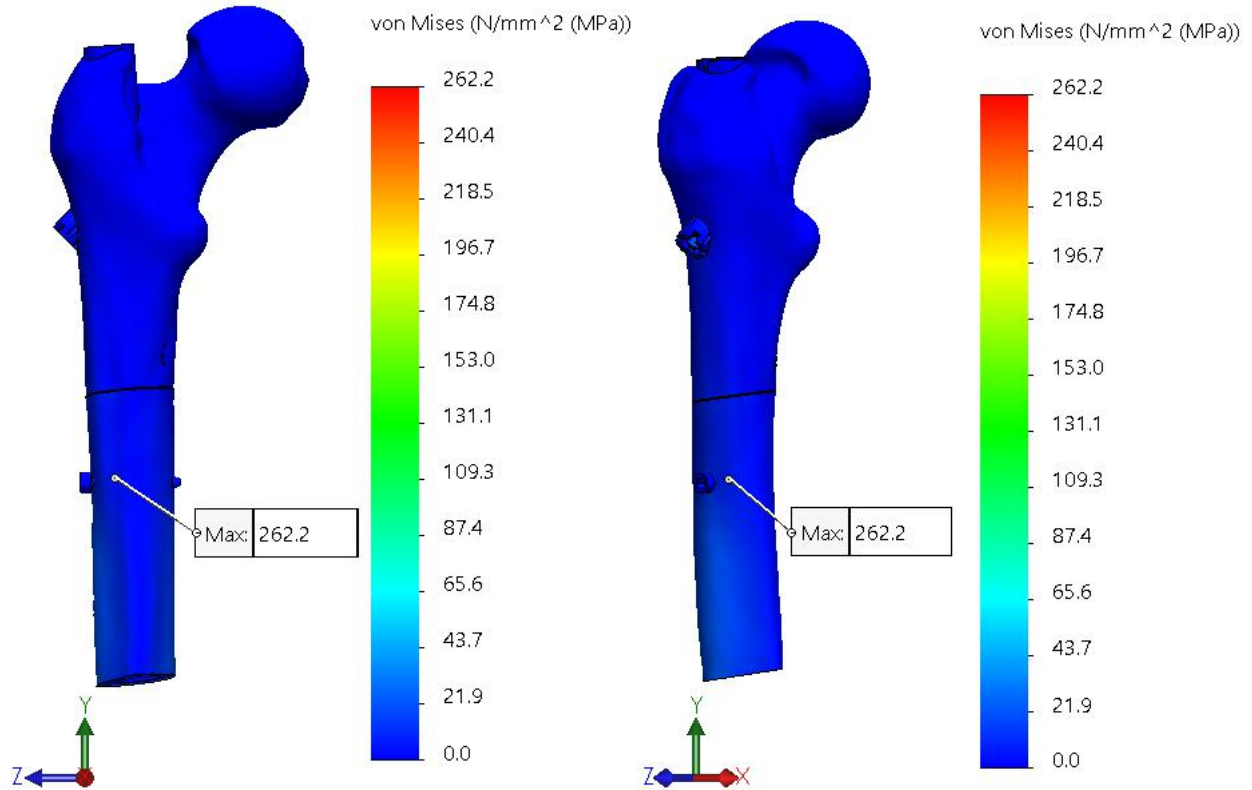 von Mises (N/mm^2 (MPa))
262.2
240.4
218.5
196.7
174.8
153.0
131.1
109.3
87.4
65.6
43.7
21.9
0.0
Max: 262.2
Y
Z
X
von Mises (N/mm^2 (MPa))
262.2
240.4
218.5
196.7
174.8
153.0
131.1
109.3
87.4
65.6
43.7
21.9
0.0
Max: 262.2
Y
Z
X